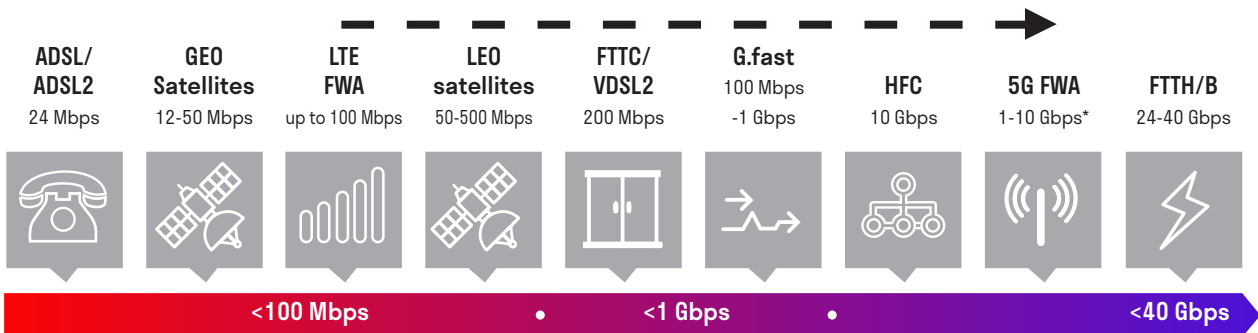 ADSL/
ADSL2
24 Mbps
GEO
Satellites
12-50 Mbps
LTE
FWA
up to 100 Mbps
LEO
satellites
50-500 Mbps
FTTC/
VDSL2
200 Mbps
G.fast
100 Mbps
-1 Gbps
HFC
10 Gbps
5G FWA
1-10 Gbps*
FTTH/B
24-40 Gbps
<100 Mbps
<1 Gbps
<40 Gbps